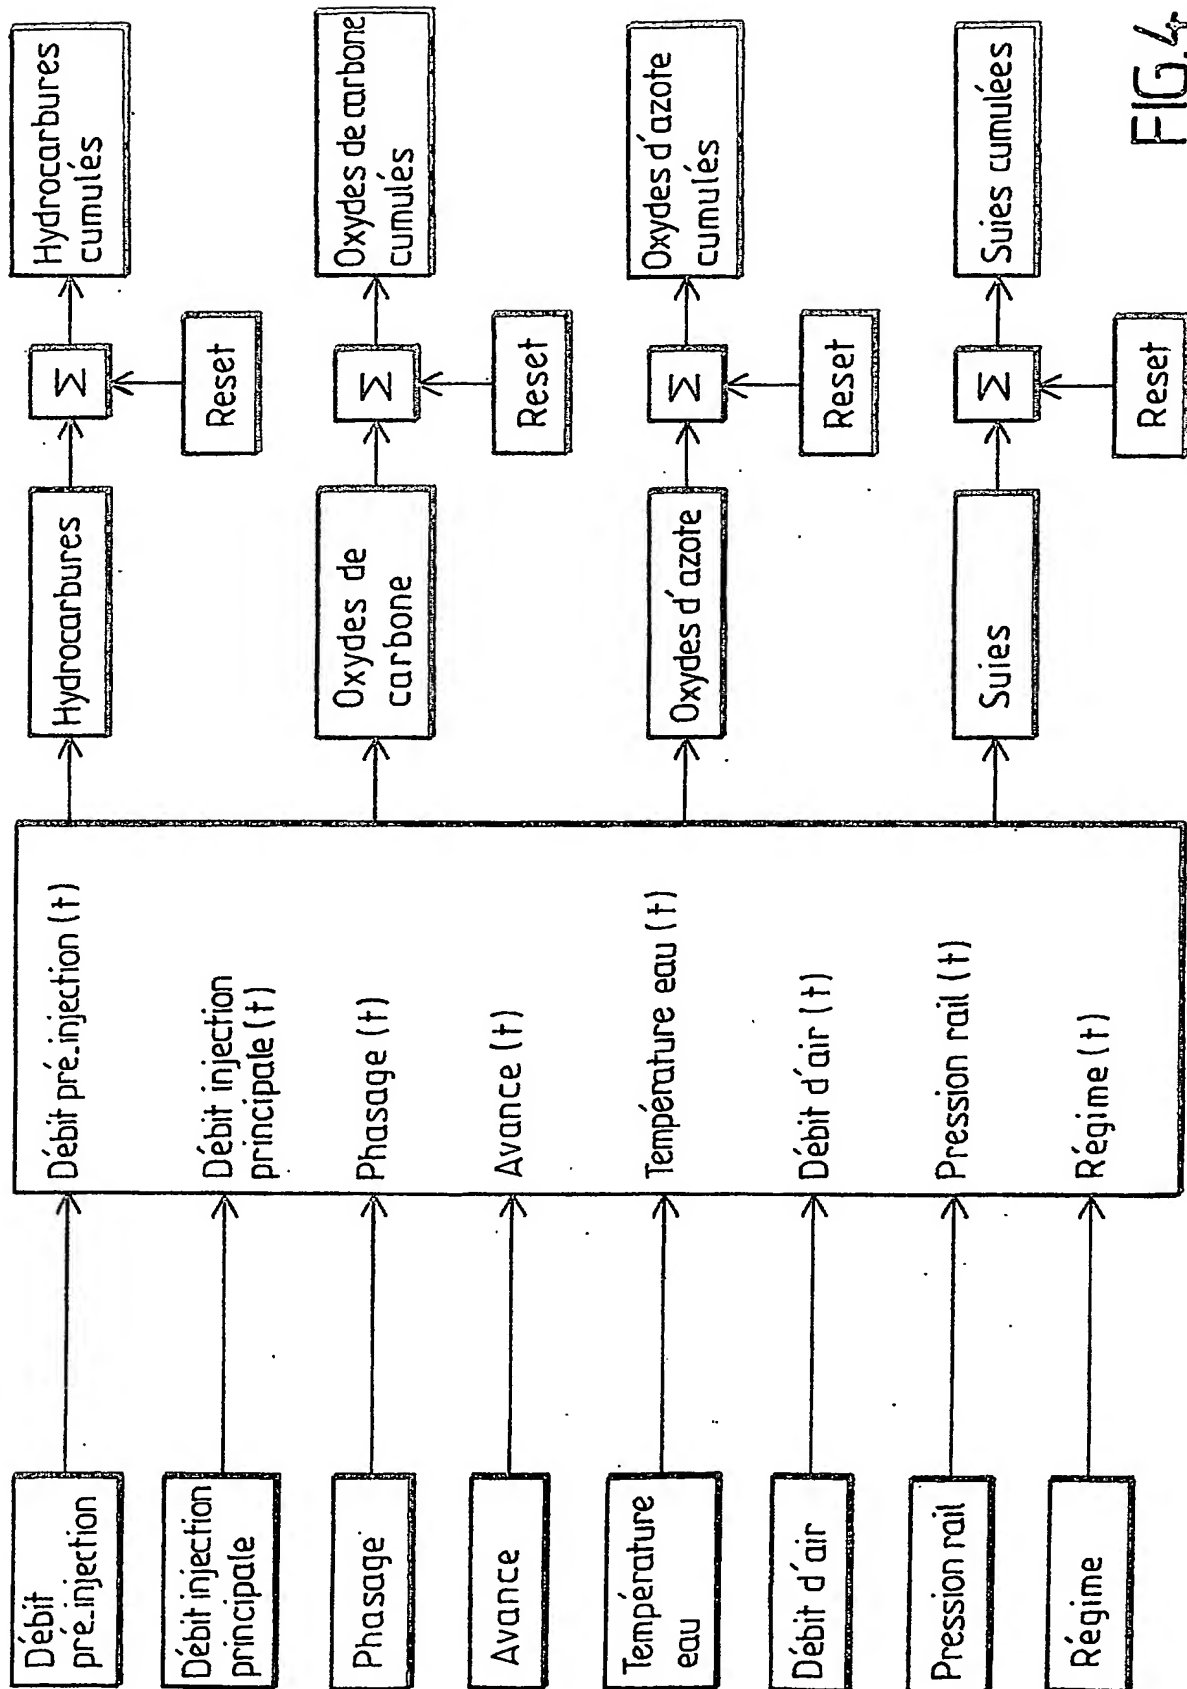 Débit
pré_injection
Débit injection
principale
Phasage
Avance
Température
eau
Débit d'air
Pression rail
Régime
Débit pré_injection (t)
Débit injection
principale (t)
Phasage (t)
Avance (t)
Température eau (t)
Débit d'air (t)
Pression rail (t)
Régime (t)
Hydrocarbures
Σ
Reset
Hydrocarbures
cumulés
Oxydes de
carbone
Σ
Reset
Oxydes de carbone
cumulés
Oxydes d'azote
Σ
Reset
Oxydes d'azote
cumulés
Suies
Σ
Reset
Suies cumulées
FIG.4